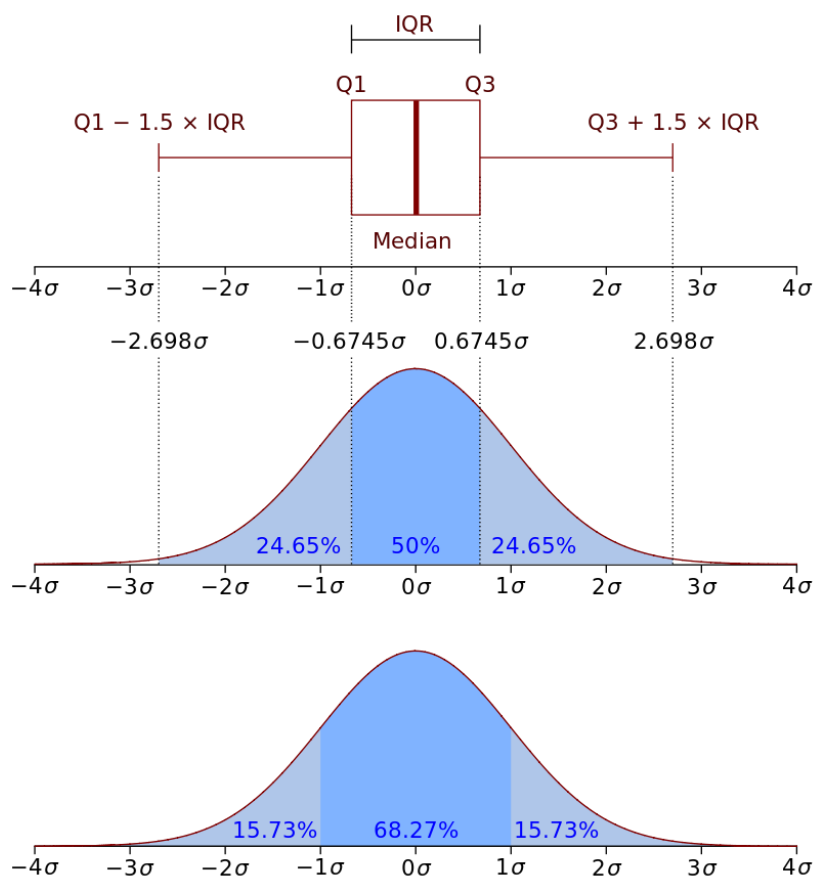 IQR
Q1 Q3
Q1 − 1.5 × IQR Q3 + 1.5 × IQR
Median
−4σ −3σ −2σ −1σ 0σ 1σ 2σ 3σ 4σ
−2.698σ −0.6745σ 0.6745σ 2.698σ
24.65% 50% 24.65%
−4σ −3σ −2σ −1σ 0σ 1σ 2σ 3σ 4σ
15.73% 68.27% 15.73%
−4σ −3σ −2σ −1σ 0σ 1σ 2σ 3σ 4σ